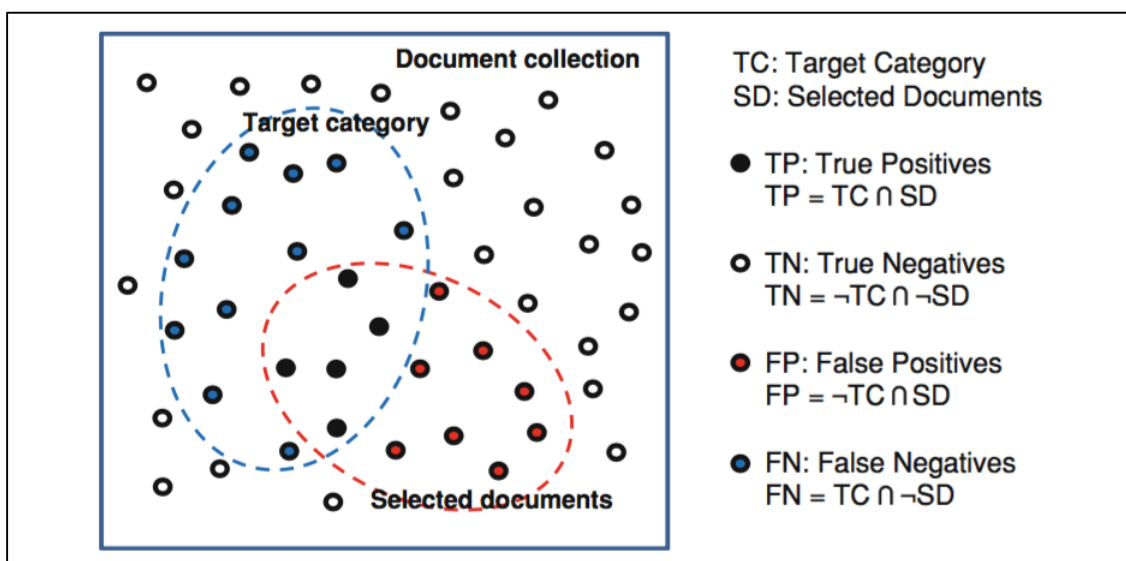 Document collection
Target category
Selected documents
TC: Target Category
SD: Selected Documents
TP: True Positives
TP = TC ∩ SD
TN: True Negatives
TN = ¬TC ∩ ¬SD
FP: False Positives
FP = ¬TC ∩ SD
FN: False Negatives
FN = TC ∩ ¬SD